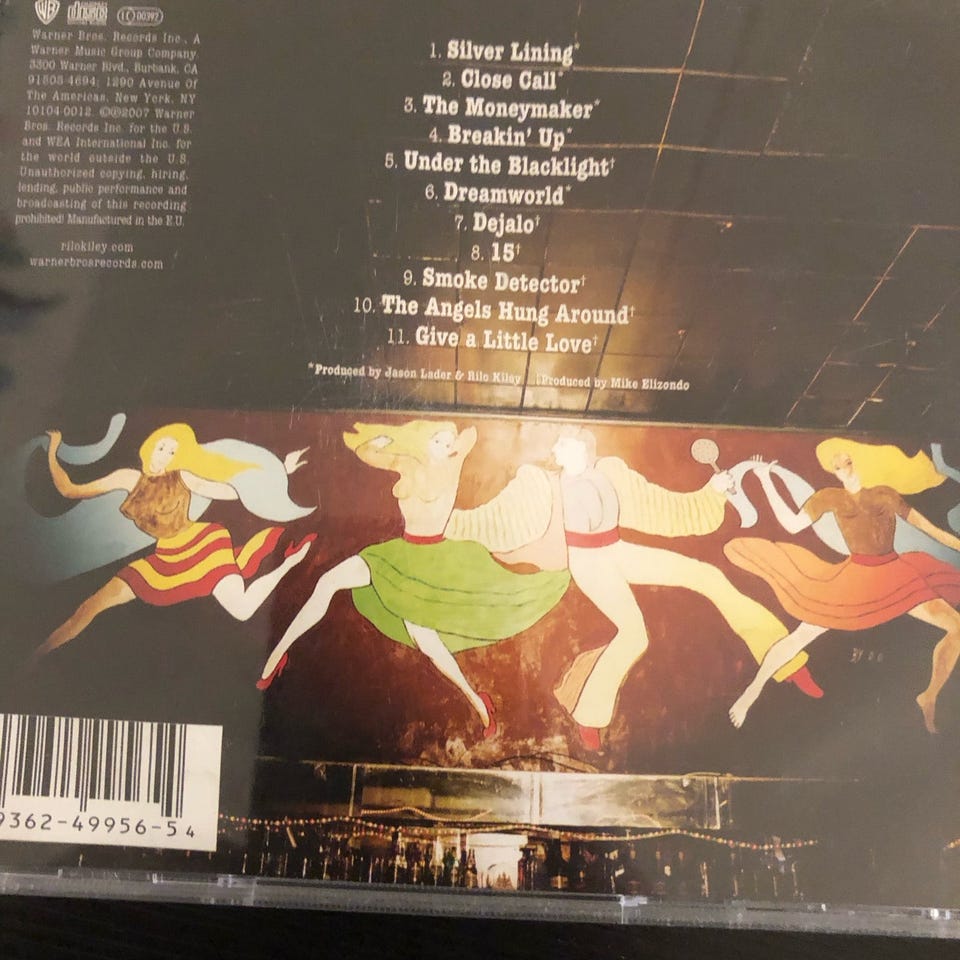 WB
LC 00392
Warner Bros. Records Inc., A
Warner Music Group Company.
3300 Warner Blvd., Burbank, CA
91505-4694; 1290 Avenue Of
The Americas, New York, NY
10104-0012. ©℗2007 Warner
Bros. Records Inc. for the U.S.
and WEA International Inc. for
the world outside the U.S.
Unauthorized copying, hiring,
lending, public performance and
broadcasting of this recording
prohibited! Manufactured in the E.U.
rilokiley.com
warnerbrosrecords.com
1. Silver Lining*
2. Close Call*
3. The Moneymaker*
4. Breakin' Up*
5. Under the Blacklight†
6. Dreamworld*
7. Dejalo†
8. 15†
9. Smoke Detector†
10. The Angels Hung Around†
11. Give a Little Love†
*Produced by Jason Lader & Rilo Kiley †Produced by Mike Elizondo
9362-49956-5 4